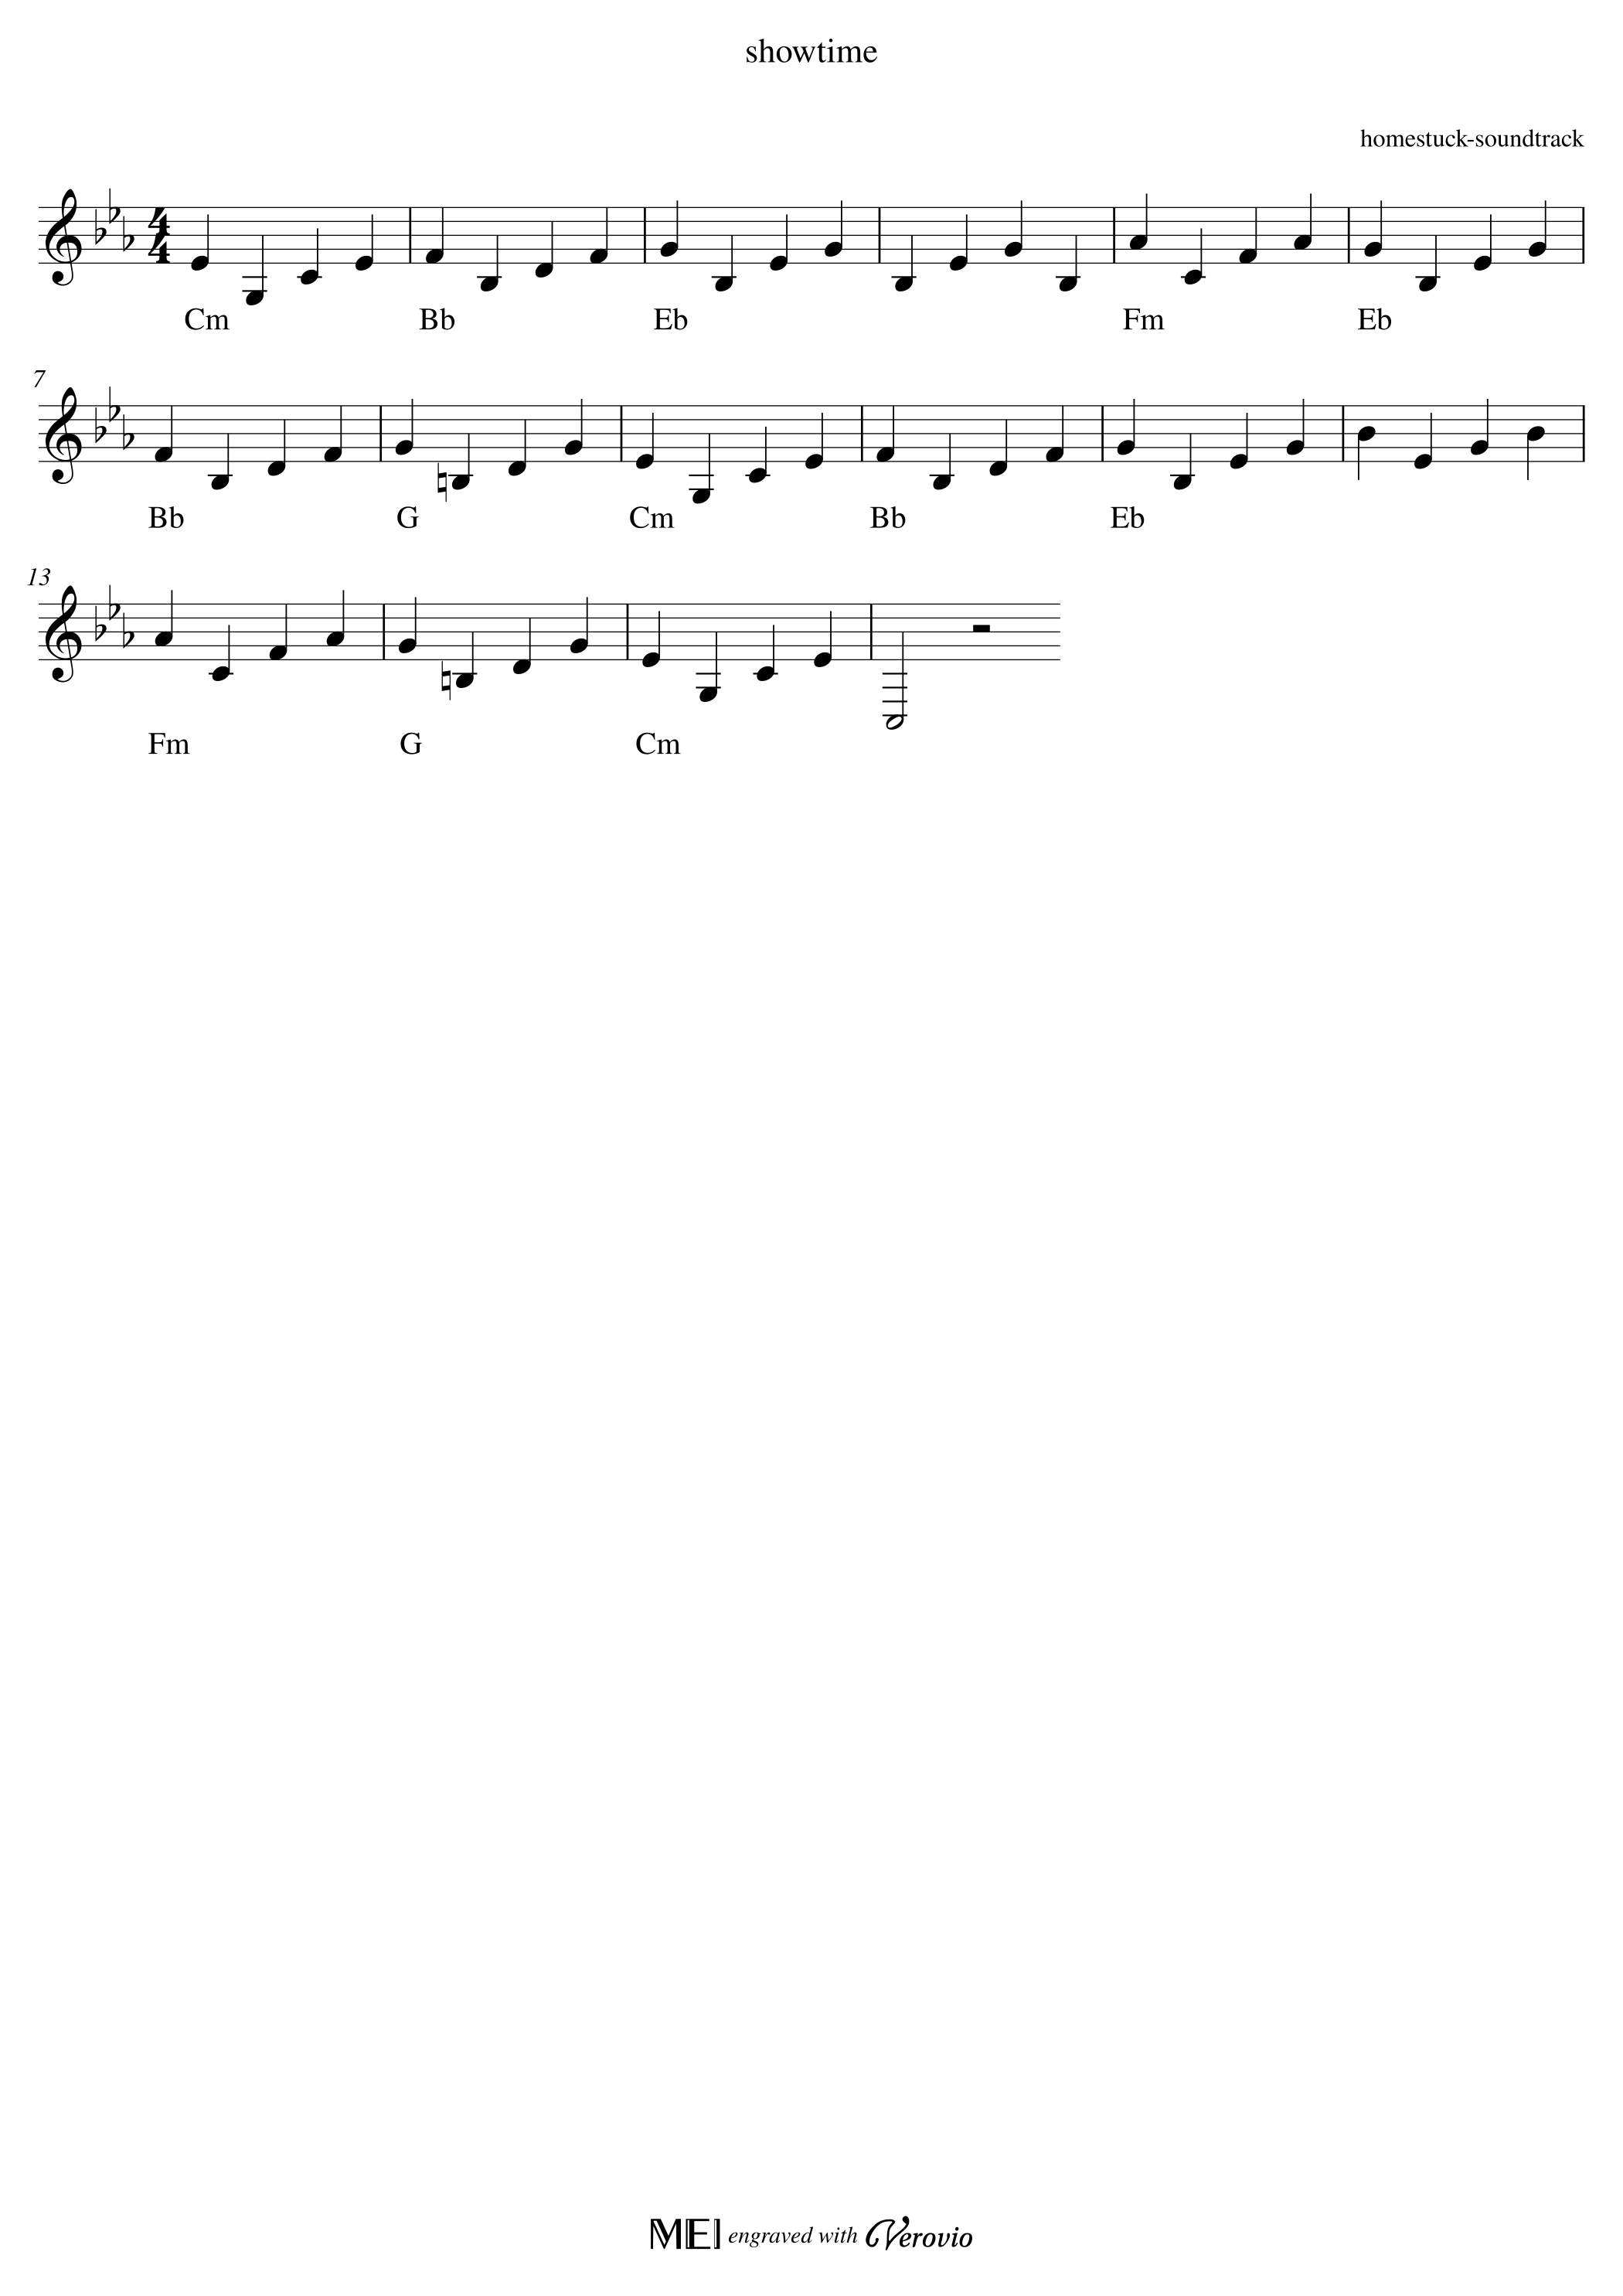 showtime
homestuck-soundtrack
4
4
Cm Bb Eb Fm Eb
7
Bb G Cm Bb Eb
13
Fm G Cm
MEI engraved with Verovio